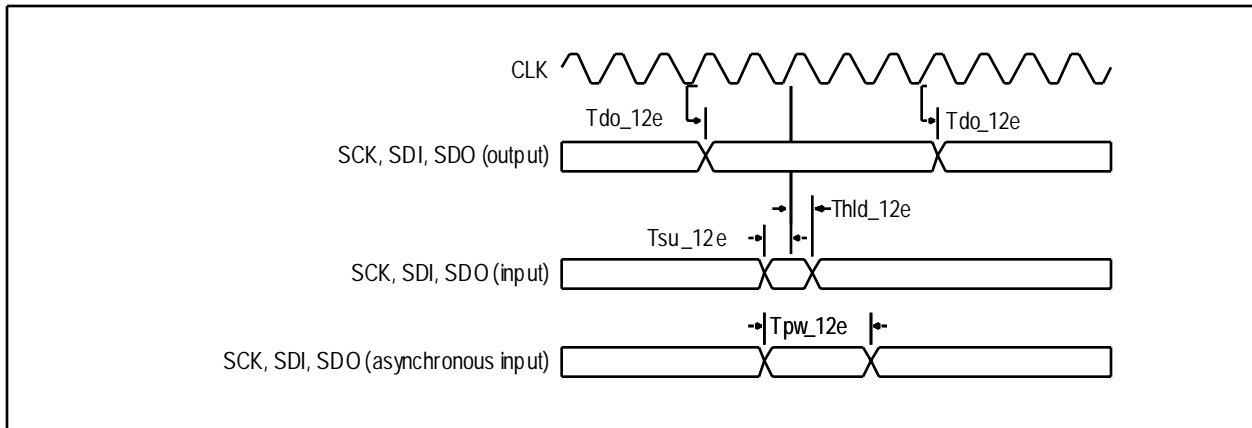 CLK
Tdo_12e
Tdo_12e
SCK, SDI, SDO (output)
Thld_12e
Tsu_12e
SCK, SDI, SDO (input)
Tpw_12e
SCK, SDI, SDO (asynchronous input)